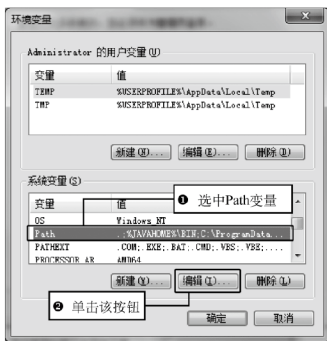 环境变量
Administrator 的用户变量(U)
变量 值
TEMP %USERPROFILE%\AppData\Local\Temp
TMP %USERPROFILE%\AppData\Local\Temp
新建(N)... 编辑(E)... 删除(D)
系统变量(S)
❶ 选中Path变量
变量 值
OS Windows_NT
Path .;%JAVAHOME%\BIN;C:\ProgramData...
PATHEXT .COM;.EXE;.BAT;.CMD;.VBS;.VBE;....
PROCESSOR_AR AMD64
新建(W)... 编辑(I)... 删除(L)
❷ 单击该按钮
确定 取消